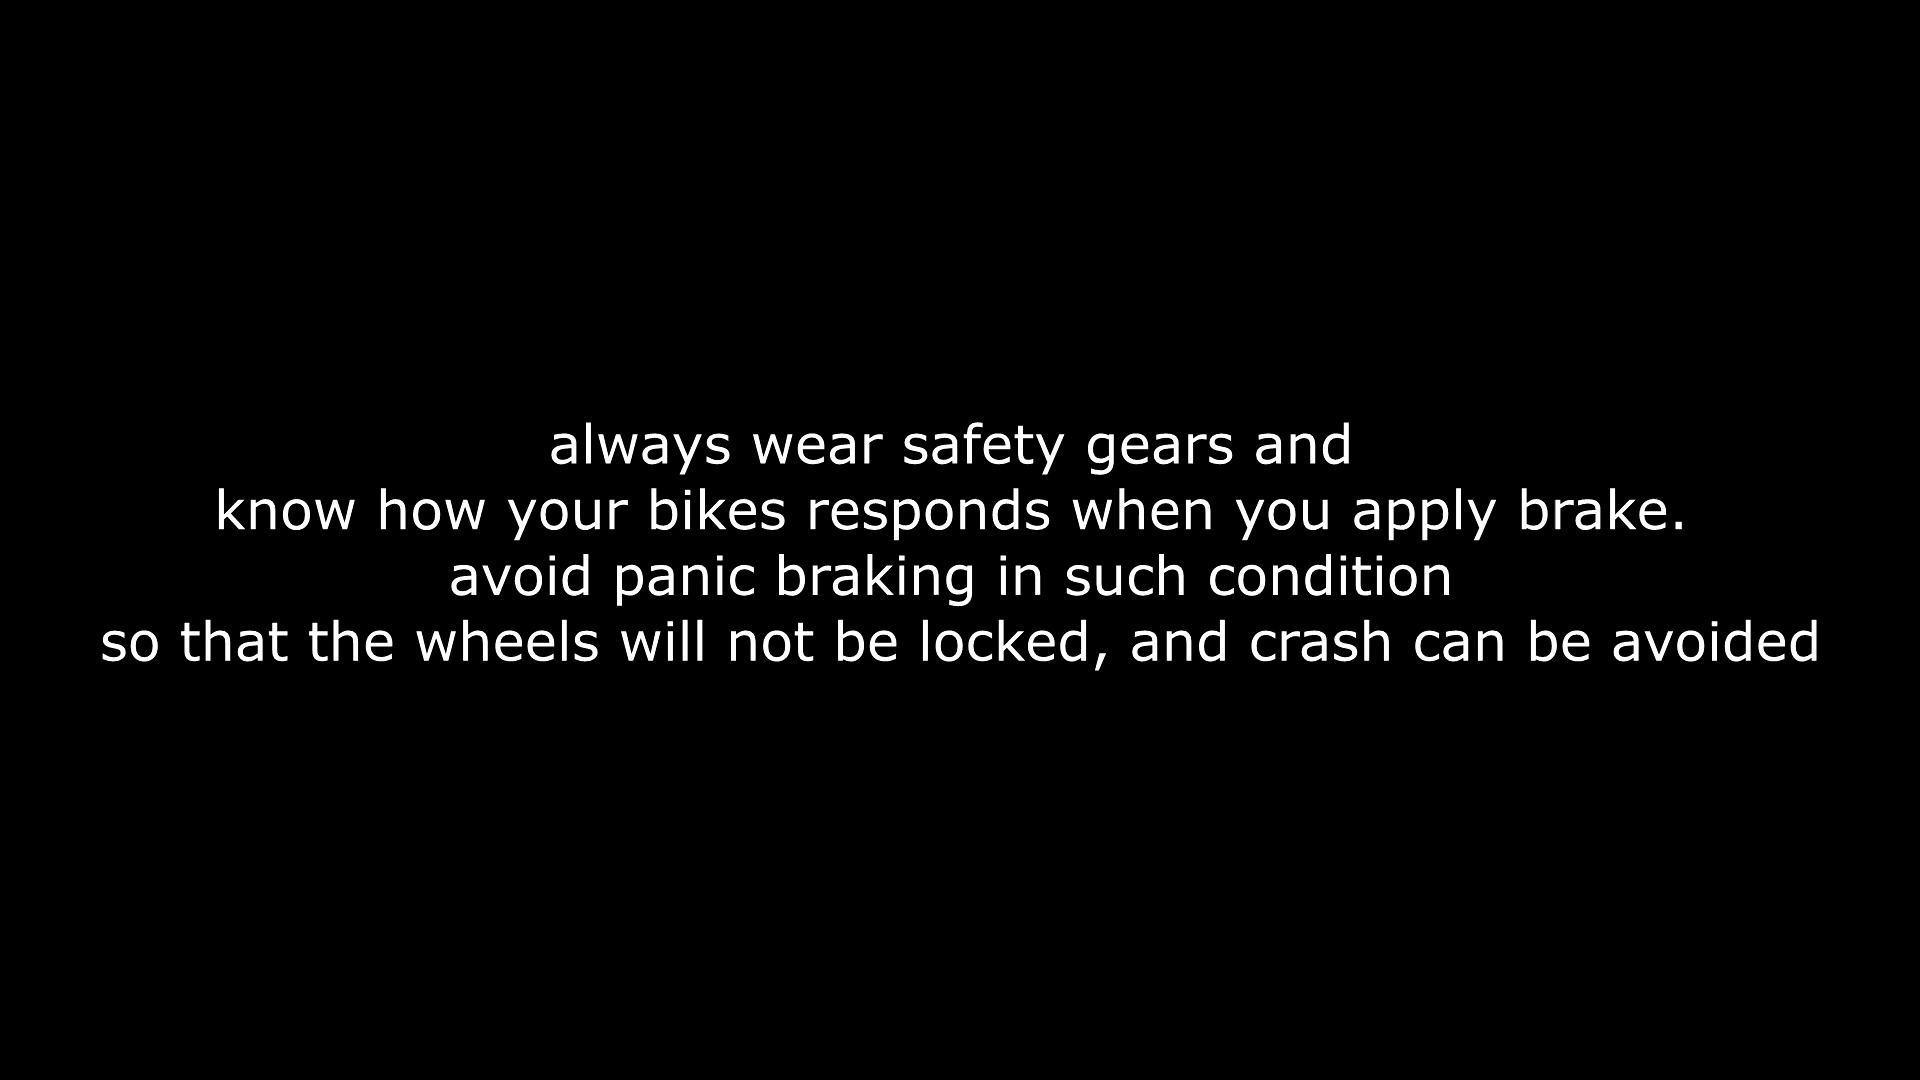 always wear safety gears and
know how your bikes responds when you apply brake.
avoid panic braking in such condition
so that the wheels will not be locked, and crash can be avoided